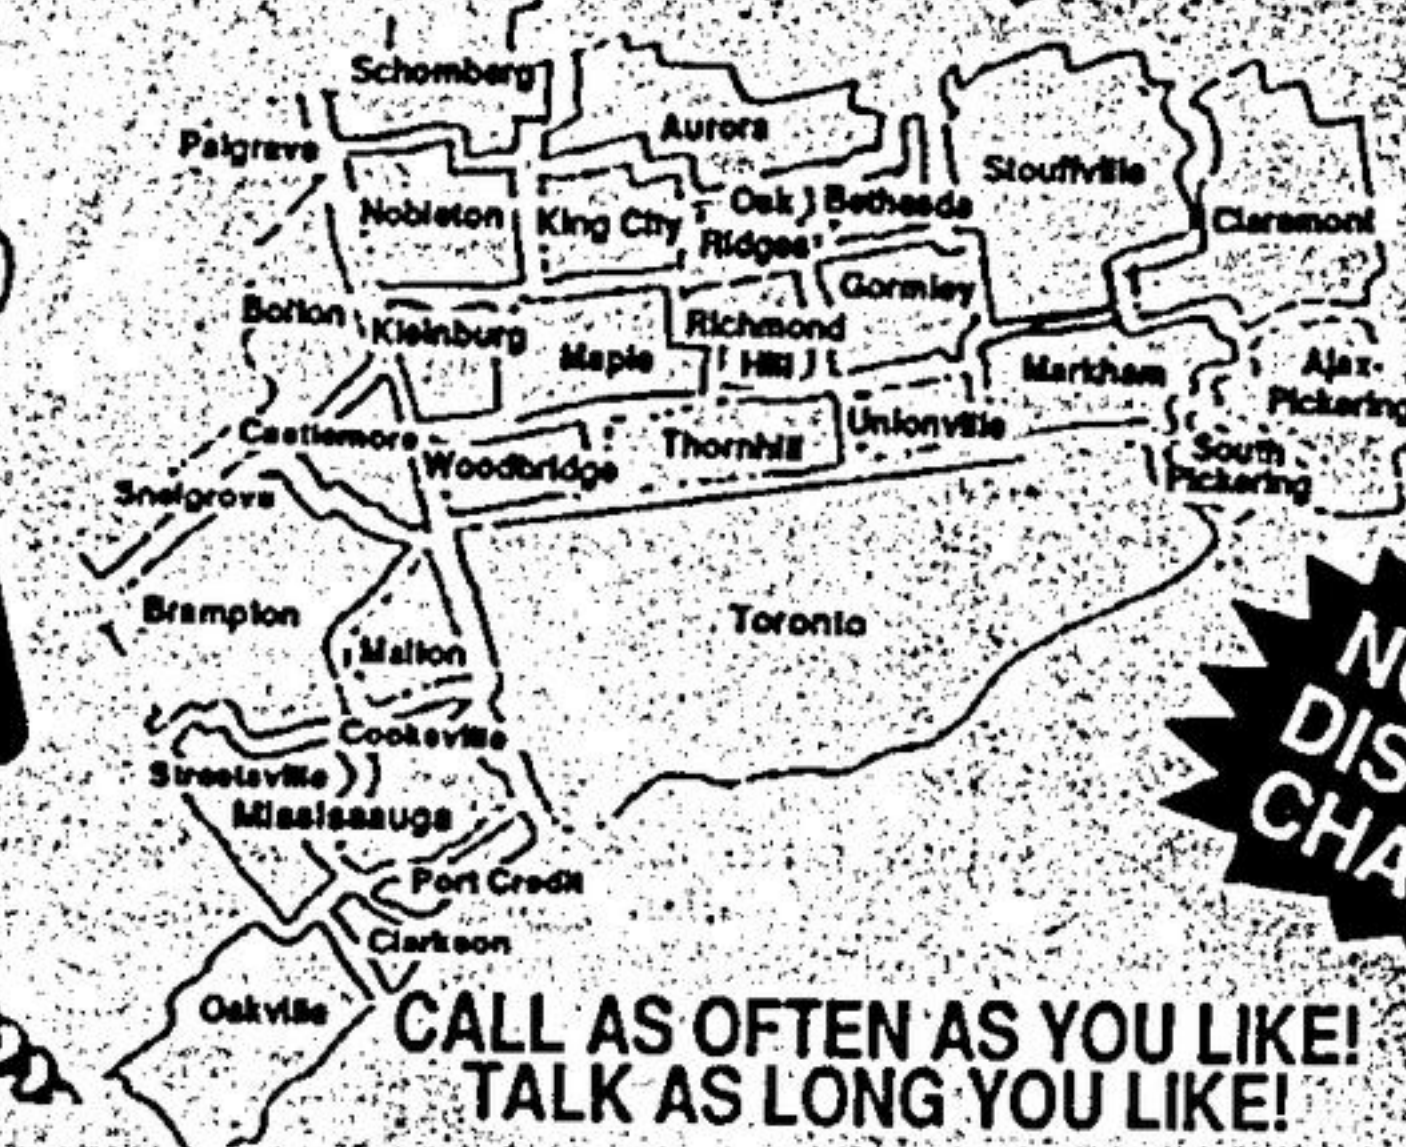 Schomberg
Aurora
Palgrave
Stouffville
Nobleton
King City
Oak
Ridges
Bethesda
Claremont
Gormley
Bolton
Kleinburg
Maple
Richmond
Hill
Markham
Ajax-
Pickering
Castlemore
Woodbridge
Thornhill
Unionville
South
Pickering
Snelgrove
Brampton
Malton
Toronto
Cooksville
Streetsville
Mississauga
Port Credit
Clarkson
Oakville
CALL AS OFTEN AS YOU LIKE!
TALK AS LONG YOU LIKE!